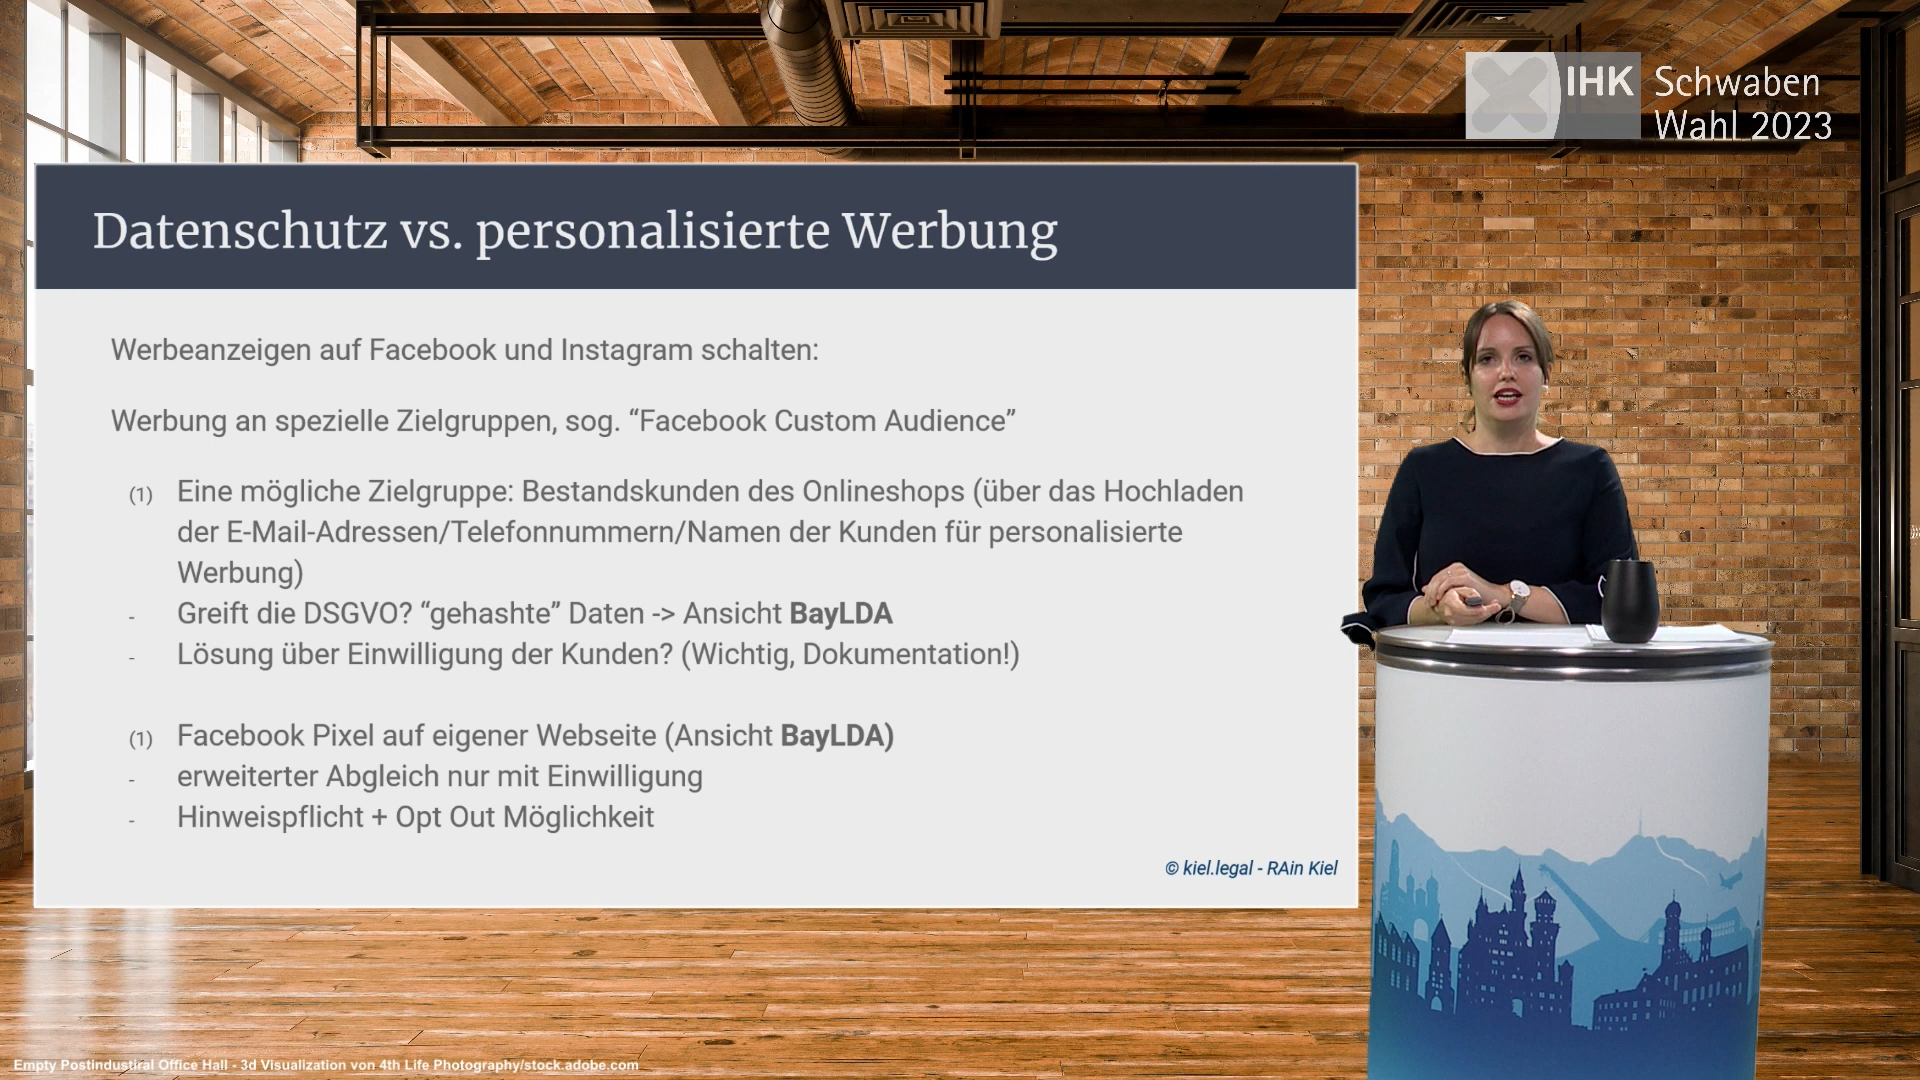 IHK Schwaben
Wahl 2023
Datenschutz vs. personalisierte Werbung
Werbeanzeigen auf Facebook und Instagram schalten:
Werbung an spezielle Zielgruppen, sog. “Facebook Custom Audience”
(1) Eine mögliche Zielgruppe: Bestandskunden des Onlineshops (über das Hochladen
der E-Mail-Adressen/Telefonnummern/Namen der Kunden für personalisierte
Werbung)
- Greift die DSGVO? “gehashte” Daten -> Ansicht BayLDA
- Lösung über Einwilligung der Kunden? (Wichtig, Dokumentation!)
(1) Facebook Pixel auf eigener Webseite (Ansicht BayLDA)
- erweiterter Abgleich nur mit Einwilligung
- Hinweispflicht + Opt Out Möglichkeit
© kiel.legal - RAin Kiel
Empty Postindustiral Office Hall - 3d Visualization von 4th Life Photography/stock.adobe.com